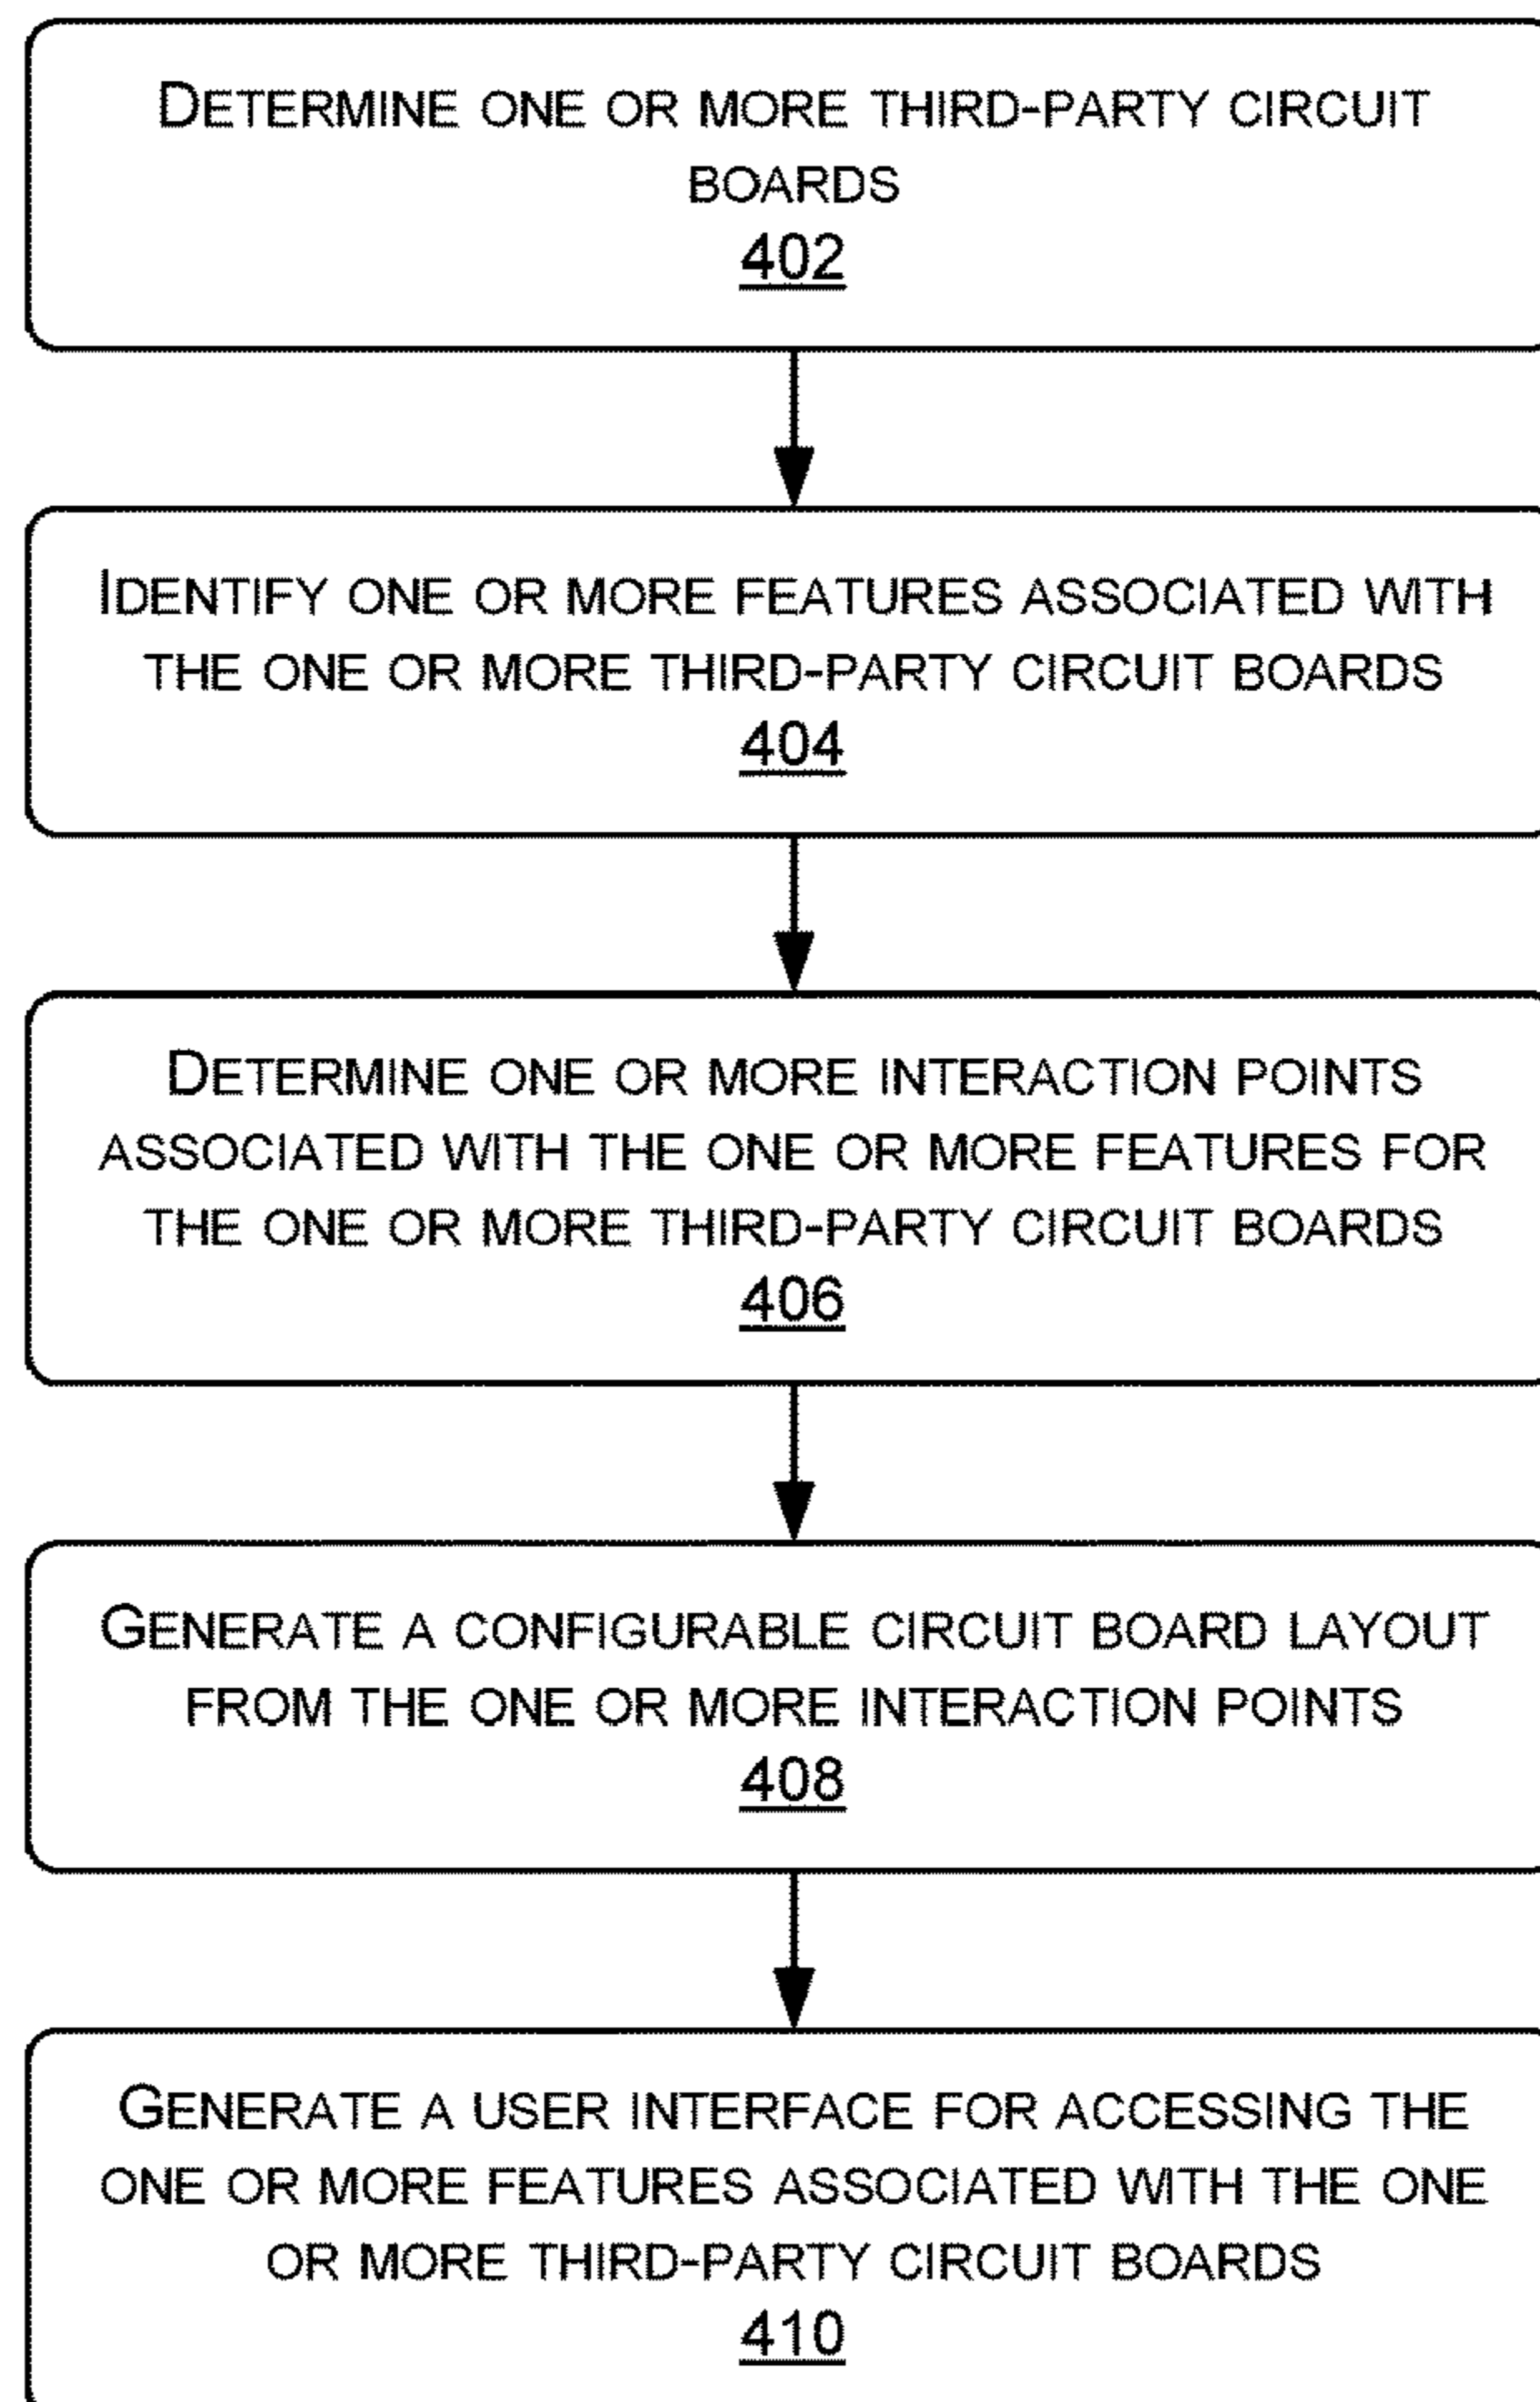 DETERMINE ONE OR MORE THIRD-PARTY CIRCUIT
BOARDS
402
IDENTIFY ONE OR MORE FEATURES ASSOCIATED WITH
THE ONE OR MORE THIRD-PARTY CIRCUIT BOARDS
404
DETERMINE ONE OR MORE INTERACTION POINTS
ASSOCIATED WITH THE ONE OR MORE FEATURES FOR
THE ONE OR MORE THIRD-PARTY CIRCUIT BOARDS
406
GENERATE A CONFIGURABLE CIRCUIT BOARD LAYOUT
FROM THE ONE OR MORE INTERACTION POINTS
408
GENERATE A USER INTERFACE FOR ACCESSING THE
ONE OR MORE FEATURES ASSOCIATED WITH THE ONE
OR MORE THIRD-PARTY CIRCUIT BOARDS
410